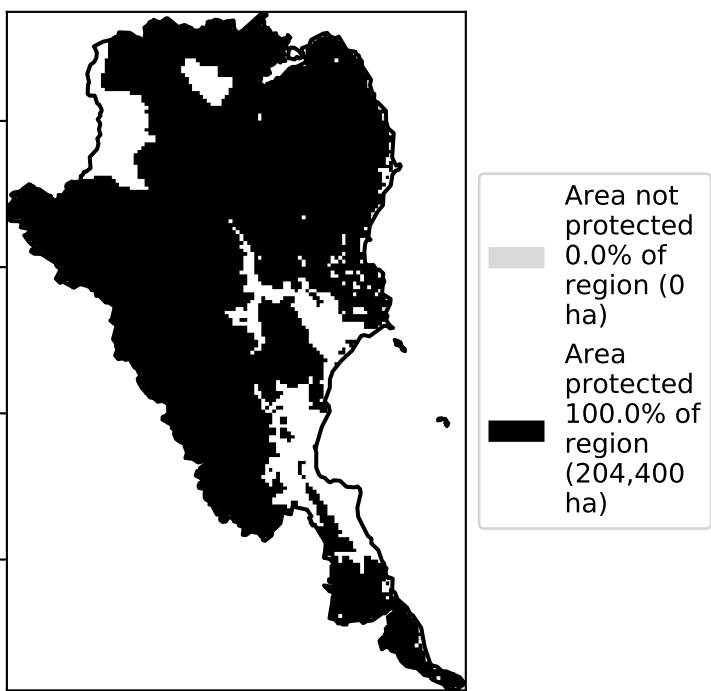 Area not
protected
0.0% of
region (0
ha)
Area
protected
100.0% of
region
(204,400
ha)